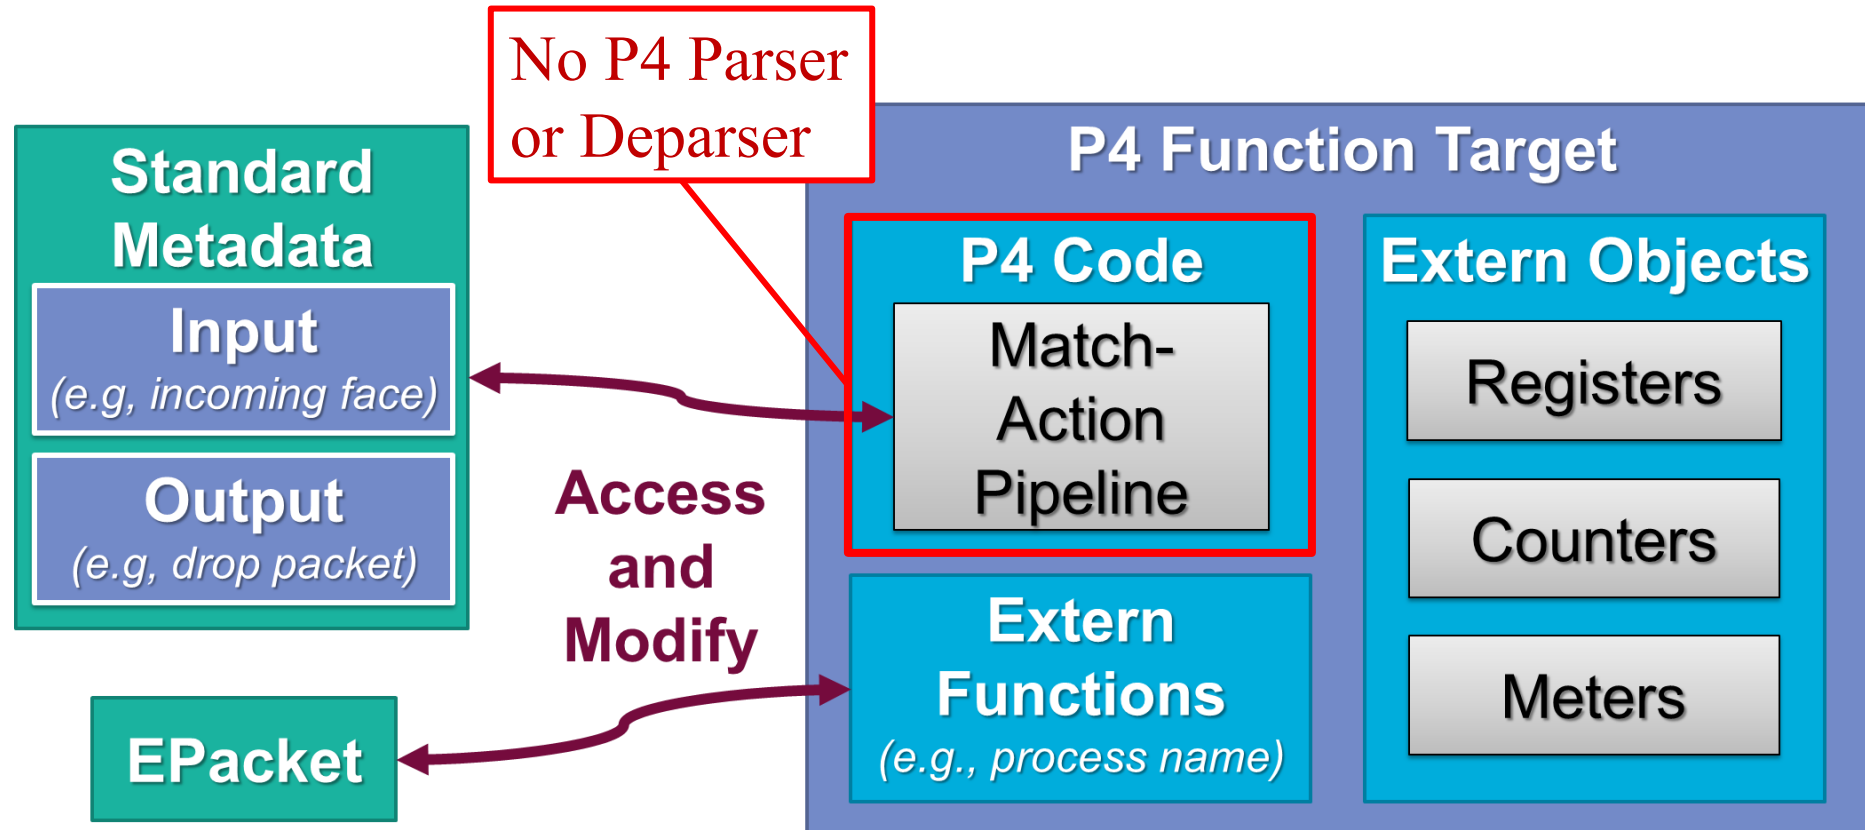 No P4 Parser
or Deparser
Standard
Metadata
Input
(e.g, incoming face)
Output
(e.g, drop packet)
EPacket
Access
and
Modify
P4 Function Target
P4 Code
Match-
Action
Pipeline
Extern
Functions
(e.g., process name)
Extern Objects
Registers
Counters
Meters